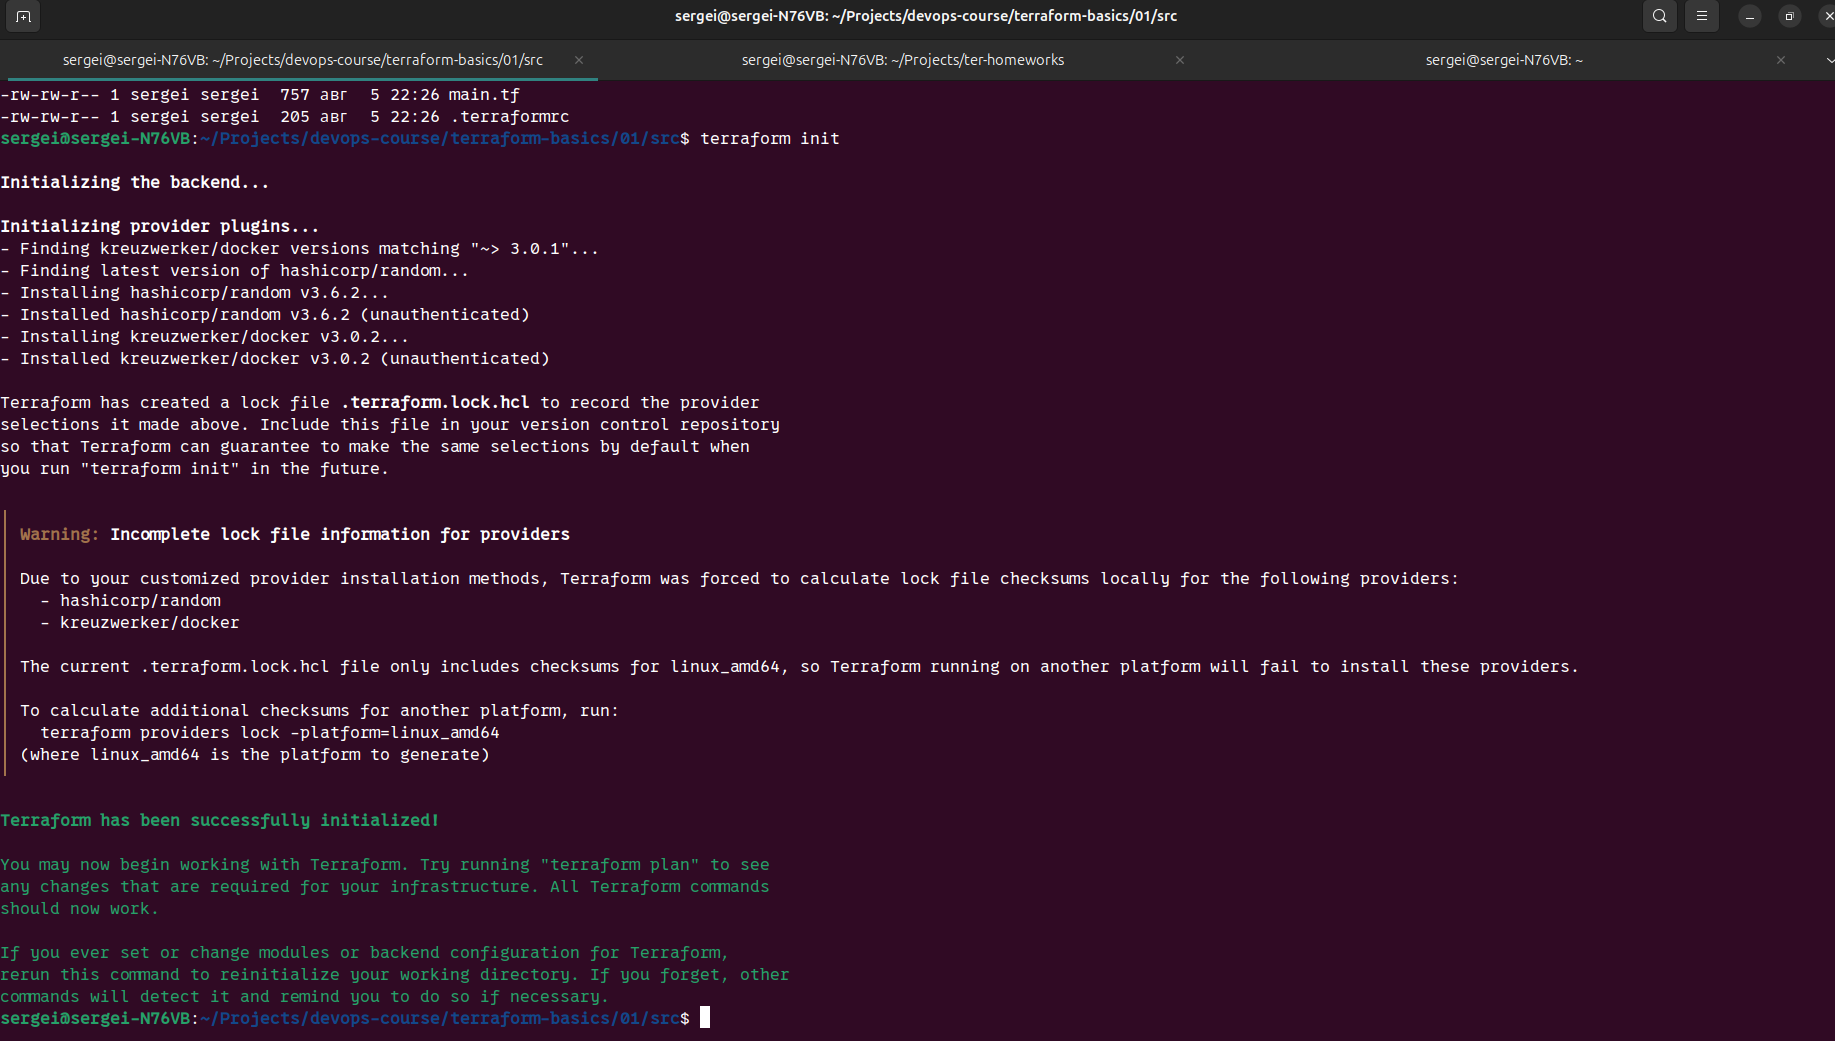 sergei@sergei-N76VB: ~/Projects/devops-course/terraform-basics/01/src
sergei@sergei-N76VB: ~/Projects/devops-course/terraform-basics/01/src
sergei@sergei-N76VB: ~/Projects/ter-homeworks
sergei@sergei-N76VB: ~
-rw-rw-r-- 1 sergei sergei  757 авг  5 22:26 main.tf
-rw-rw-r-- 1 sergei sergei  205 авг  5 22:26 .terraformrc
sergei@sergei-N76VB:~/Projects/devops-course/terraform-basics/01/src$ terraform init
Initializing the backend...
Initializing provider plugins...
- Finding kreuzwerker/docker versions matching "~> 3.0.1"...
- Finding latest version of hashicorp/random...
- Installing hashicorp/random v3.6.2...
- Installed hashicorp/random v3.6.2 (unauthenticated)
- Installing kreuzwerker/docker v3.0.2...
- Installed kreuzwerker/docker v3.0.2 (unauthenticated)
Terraform has created a lock file .terraform.lock.hcl to record the provider
selections it made above. Include this file in your version control repository
so that Terraform can guarantee to make the same selections by default when
you run "terraform init" in the future.
Warning: Incomplete lock file information for providers
Due to your customized provider installation methods, Terraform was forced to calculate lock file checksums locally for the following providers:
- hashicorp/random
- kreuzwerker/docker
The current .terraform.lock.hcl file only includes checksums for linux_amd64, so Terraform running on another platform will fail to install these providers.
To calculate additional checksums for another platform, run:
terraform providers lock -platform=linux_amd64
(where linux_amd64 is the platform to generate)
Terraform has been successfully initialized!
You may now begin working with Terraform. Try running "terraform plan" to see
any changes that are required for your infrastructure. All Terraform commands
should now work.
If you ever set or change modules or backend configuration for Terraform,
rerun this command to reinitialize your working directory. If you forget, other
commands will detect it and remind you to do so if necessary.
sergei@sergei-N76VB:~/Projects/devops-course/terraform-basics/01/src$